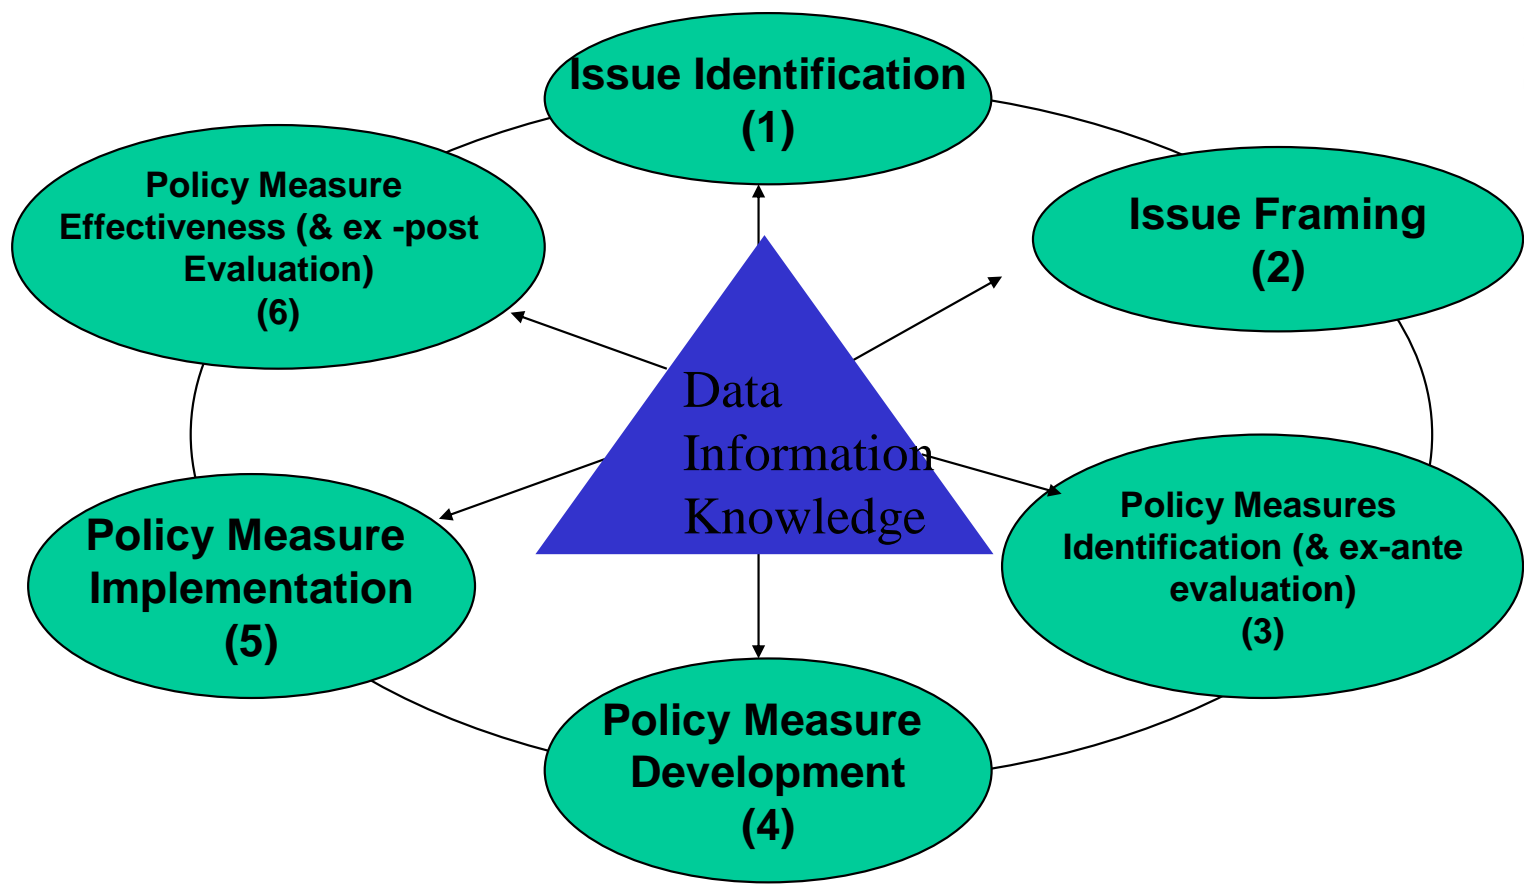 Issue Identification
(1)
Issue Framing
(2)
Policy Measures
Identification (& ex-ante
evaluation)
(3)
Policy Measure
Development
(4)
Policy Measure
Implementation
(5)
Policy Measure
Effectiveness (& ex -post
Evaluation)
(6)
Data
Information
Knowledge